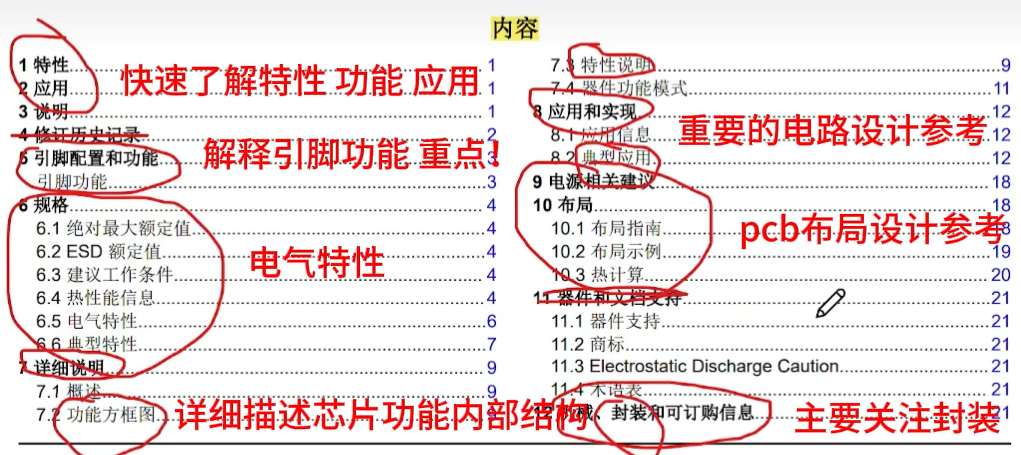 内容
1 特性 1
2 应用 1
3 说明 1
快速了解特性 功能 应用
4 修订历史记录 2
5 引脚配置和功能 3
引脚功能 3
解释引脚功能 重点!
6 规格 4
6.1 绝对最大额定值 4
6.2 ESD 额定值 4
6.3 建议工作条件 4
6.4 热性能信息 4
6.5 电气特性 6
6.6 典型特性 7
电气特性
7 详细说明 9
7.1 概述 9
7.2 功能方框图
详细描述芯片功能内部结构
7.3 特性说明 9
7.4 器件功能模式 11
8 应用和实现 12
8.1 应用信息 12
8.2 典型应用 12
重要的电路设计参考
9 电源相关建议 18
10 布局 18
10.1 布局指南 18
10.2 布局示例 19
10.3 热计算 20
pcb布局设计参考
11 器件和文档支持 21
11.1 器件支持 21
11.2 商标 21
11.3 Electrostatic Discharge Caution 21
11.4 术语表 21
12 机械、封装和可订购信息 21
主要关注封装